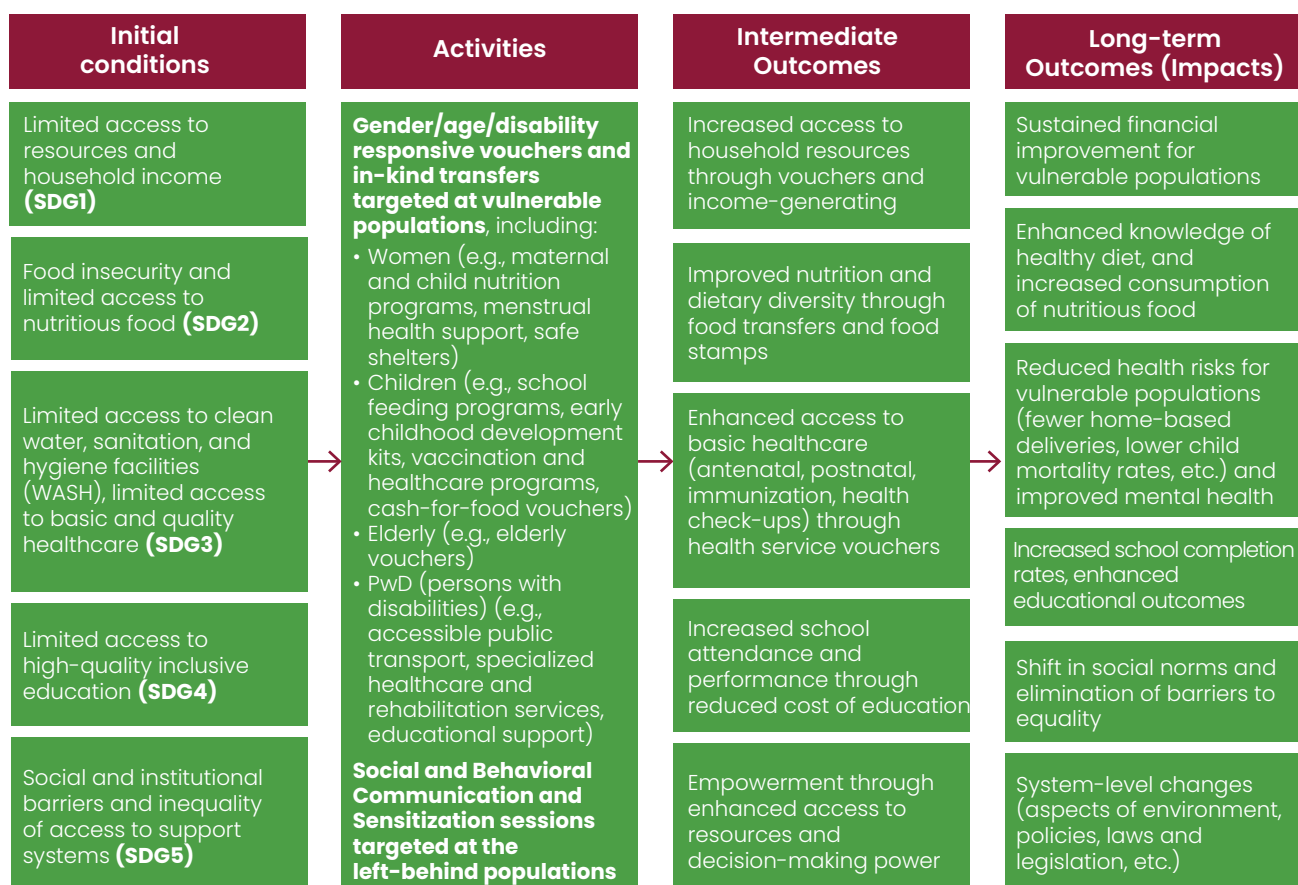 Initial
conditions
Limited access to
resources and
household income
(SDG1)
Food insecurity and
limited access to
nutritious food (SDG2)
Limited access to clean
water, sanitation, and
hygiene facilities
(WASH), limited access
to basic and quality
healthcare (SDG3)
Limited access to
high-quality inclusive
education (SDG4)
Social and institutional
barriers and inequality
of access to support
systems (SDG5)
Activities
Gender/age/disability
responsive vouchers and
in-kind transfers
targeted at vulnerable
populations, including:
• Women (e.g., maternal
and child nutrition
programs, menstrual
health support, safe
shelters)
• Children (e.g., school
feeding programs, early
childhood development
kits, vaccination and
healthcare programs,
cash-for-food vouchers)
• Elderly (e.g., elderly
vouchers)
• PwD (persons with
disabilities) (e.g.,
accessible public
transport, specialized
healthcare and
rehabilitation services,
educational support)
Social and Behavioral
Communication and
Sensitization sessions
targeted at the
left-behind populations
Intermediate
Outcomes
Increased access to
household resources
through vouchers and
income-generating
Improved nutrition and
dietary diversity through
food transfers and food
stamps
Enhanced access to
basic healthcare
(antenatal, postnatal,
immunization, health
check-ups) through
health service vouchers
Increased school
attendance and
performance through
reduced cost of education
Empowerment through
enhanced access to
resources and
decision-making power
Long-term
Outcomes (Impacts)
Sustained financial
improvement for
vulnerable populations
Enhanced knowledge of
healthy diet, and
increased consumption
of nutritious food
Reduced health risks for
vulnerable populations
(fewer home-based
deliveries, lower child
mortality rates, etc.) and
improved mental health
Increased school completion
rates, enhanced
educational outcomes
Shift in social norms and
elimination of barriers to
equality
System-level changes
(aspects of environment,
policies, laws and
legislation, etc.)